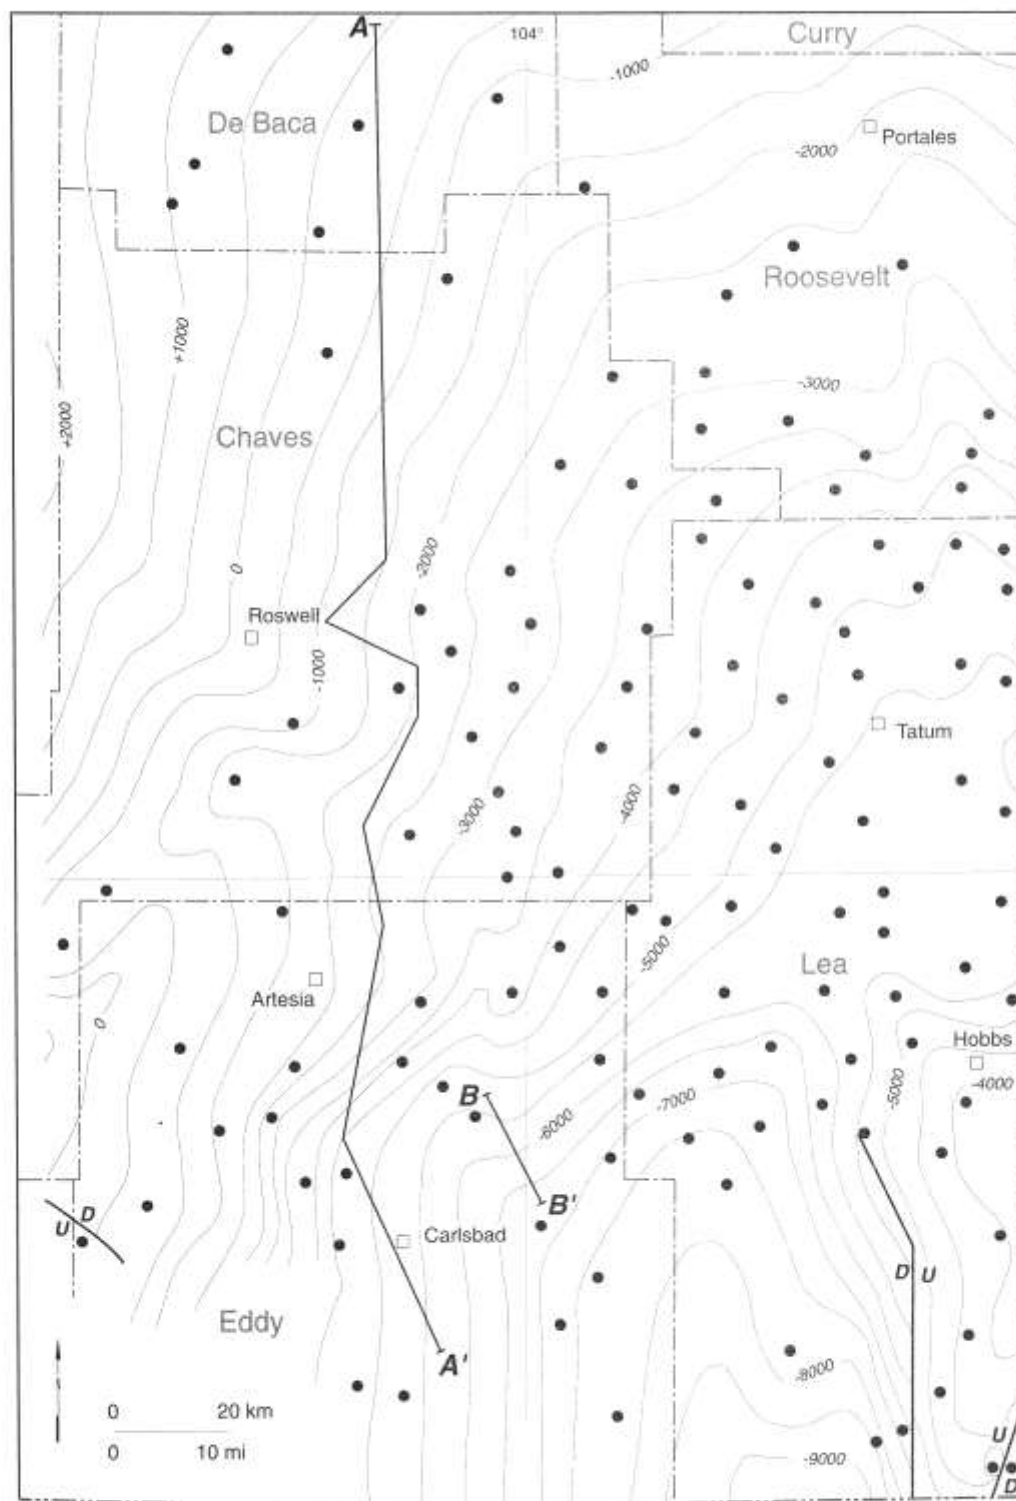 A
104°
Curry
-1000
De Baca
Portales
-2000
Roosevelt
+1000
-3000
+2000
Chaves
-2000
0
Roswell
-1000
Tatum
-4000
-3000
-5000
Lea
Artesia
0
Hobbs
-4000
-5000
B
-7000
-6000
B'
D
U
Carlsbad
D U
Eddy
A'
-8000
0 20 km
0 10 mi
U
-9000
D